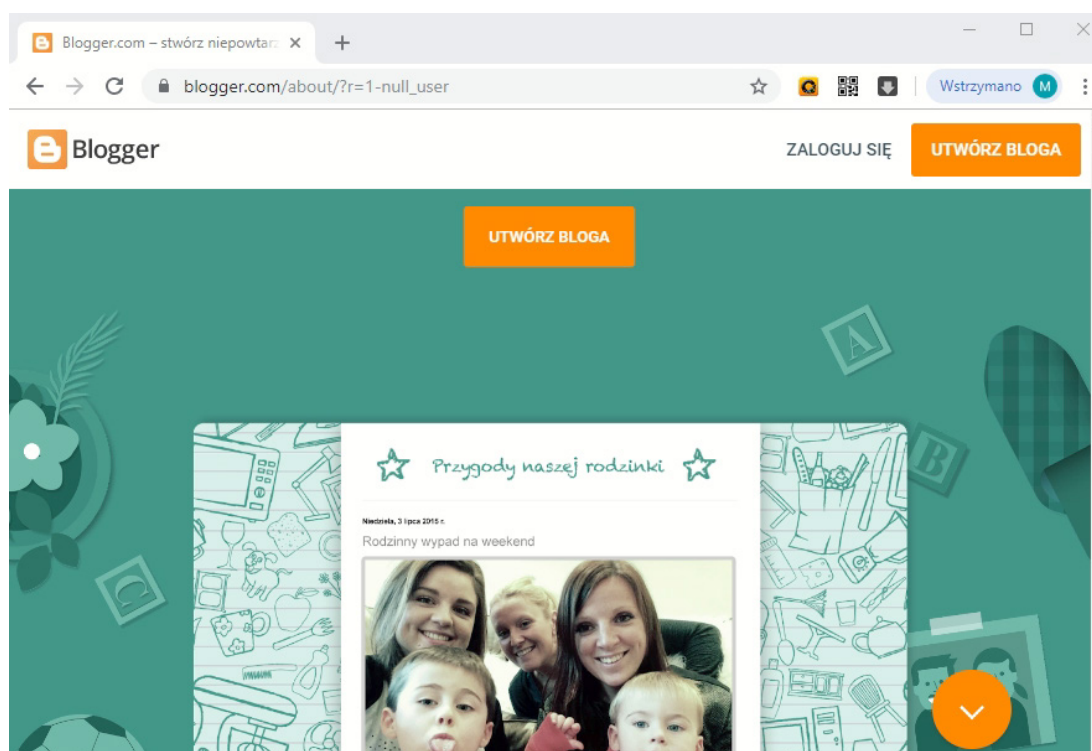 Blogger.com – stwórz niepowtarz
blogger.com/about/?r=1-null_user
Wstrzymano M
Blogger
ZALOGUJ SIĘ
UTWÓRZ BLOGA
UTWÓRZ BLOGA
A
B
C
Przygody naszej rodzinki
Niedziela, 3 lipca 2015 r.
Rodzinny wypad na weekend